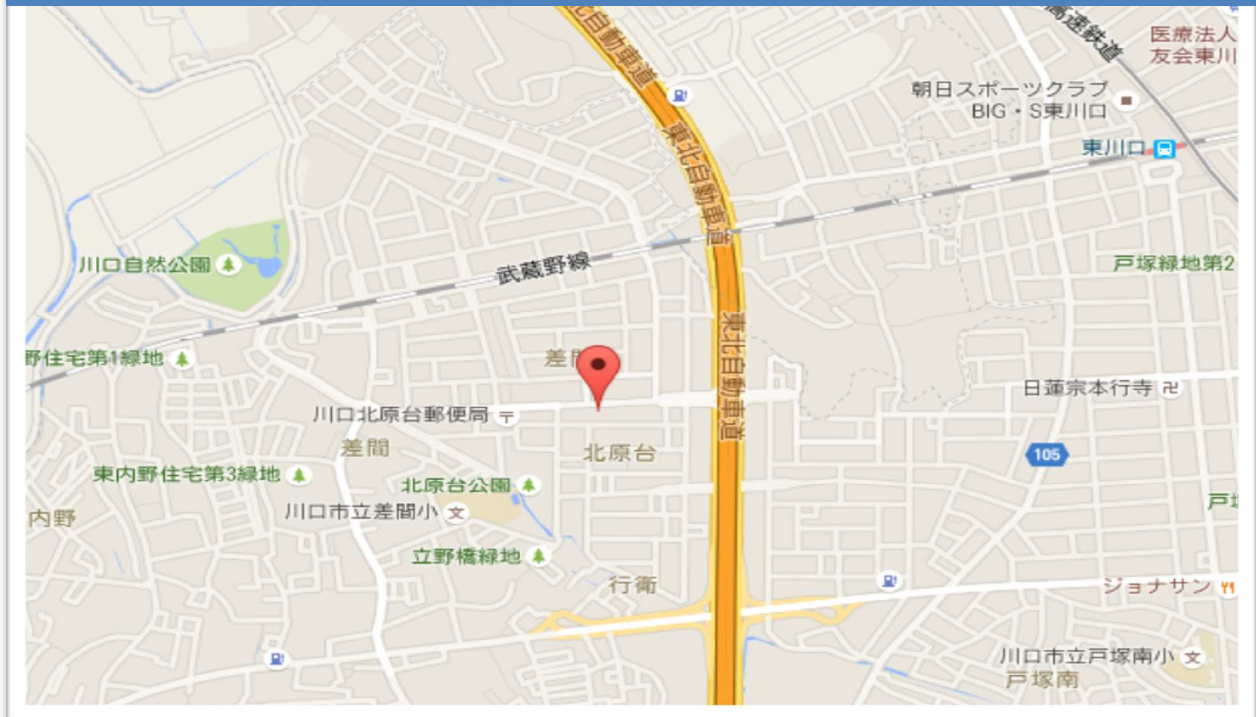 北自動車道
高速鉄道
医療法人
友会東川
朝日スポーツクラブ
BIG・S東川口
東北自動車道
東川口
川口自然公園
武蔵野線
戸塚緑地第2
東北自動車道
野住宅第1緑地
差間
日蓮宗本行寺
川口北原台郵便局
差間
北原台
105
東内野住宅第3緑地
北原台公園
川口市立差間小
内野
立野橋緑地
行衛
ジョナサン
川口市立戸塚南小
戸塚南